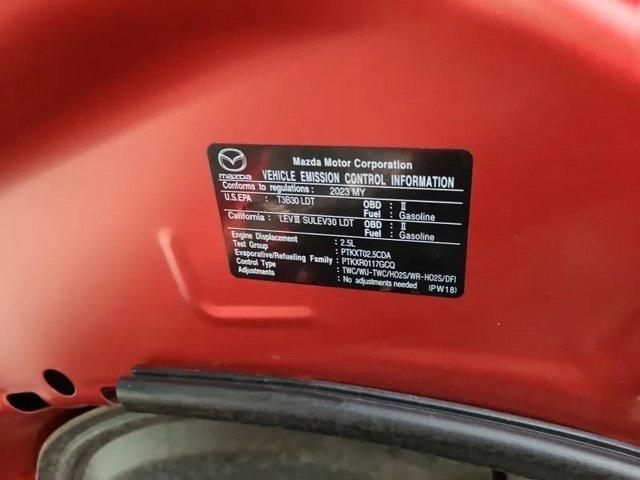 mazda
Mazda Motor Corporation
VEHICLE EMISSION CONTROL INFORMATION
Conforms to regulations : 2023 MY
U.S.EPA : T3B30 LDT OBD : II
Fuel : Gasoline
California : LEVⅢ SULEV30 LDT OBD : II
Fuel : Gasoline
Engine Displacement : 2.5L
Test Group : PTKXT02.5CDA
Evaporative/Refueling Family : PTKXR0117GCQ
Control Type : TWC/WU-TWC/HO2S/WR-HO2S/DFI
Adjustments : No adjustments needed (PW18)